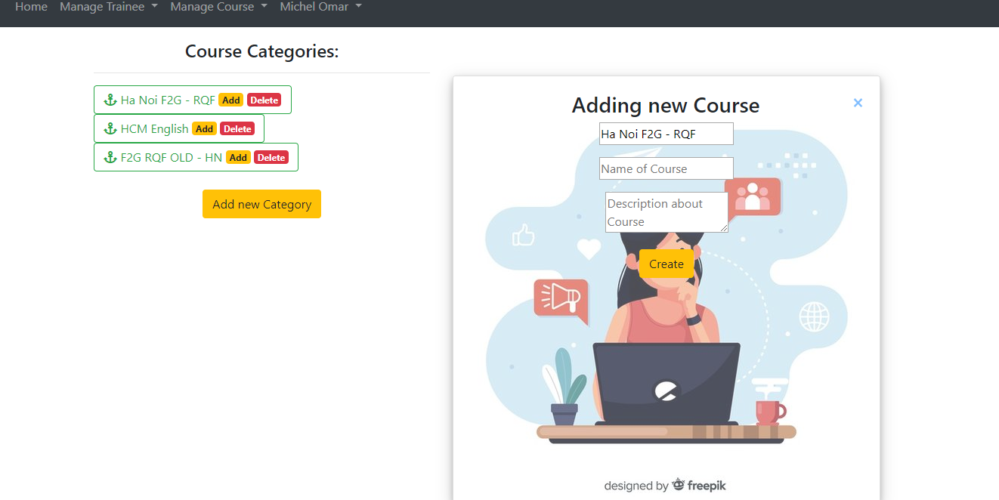 Home Manage Trainee Manage Course Michel Omar
Course Categories:
Ha Noi F2G - RQF Add Delete
HCM English Add Delete
F2G RQF OLD - HN Add Delete
Add new Category
Adding new Course ×
Ha Noi F2G - RQF
Name of Course
Description about
Course
Create
designed by freepik